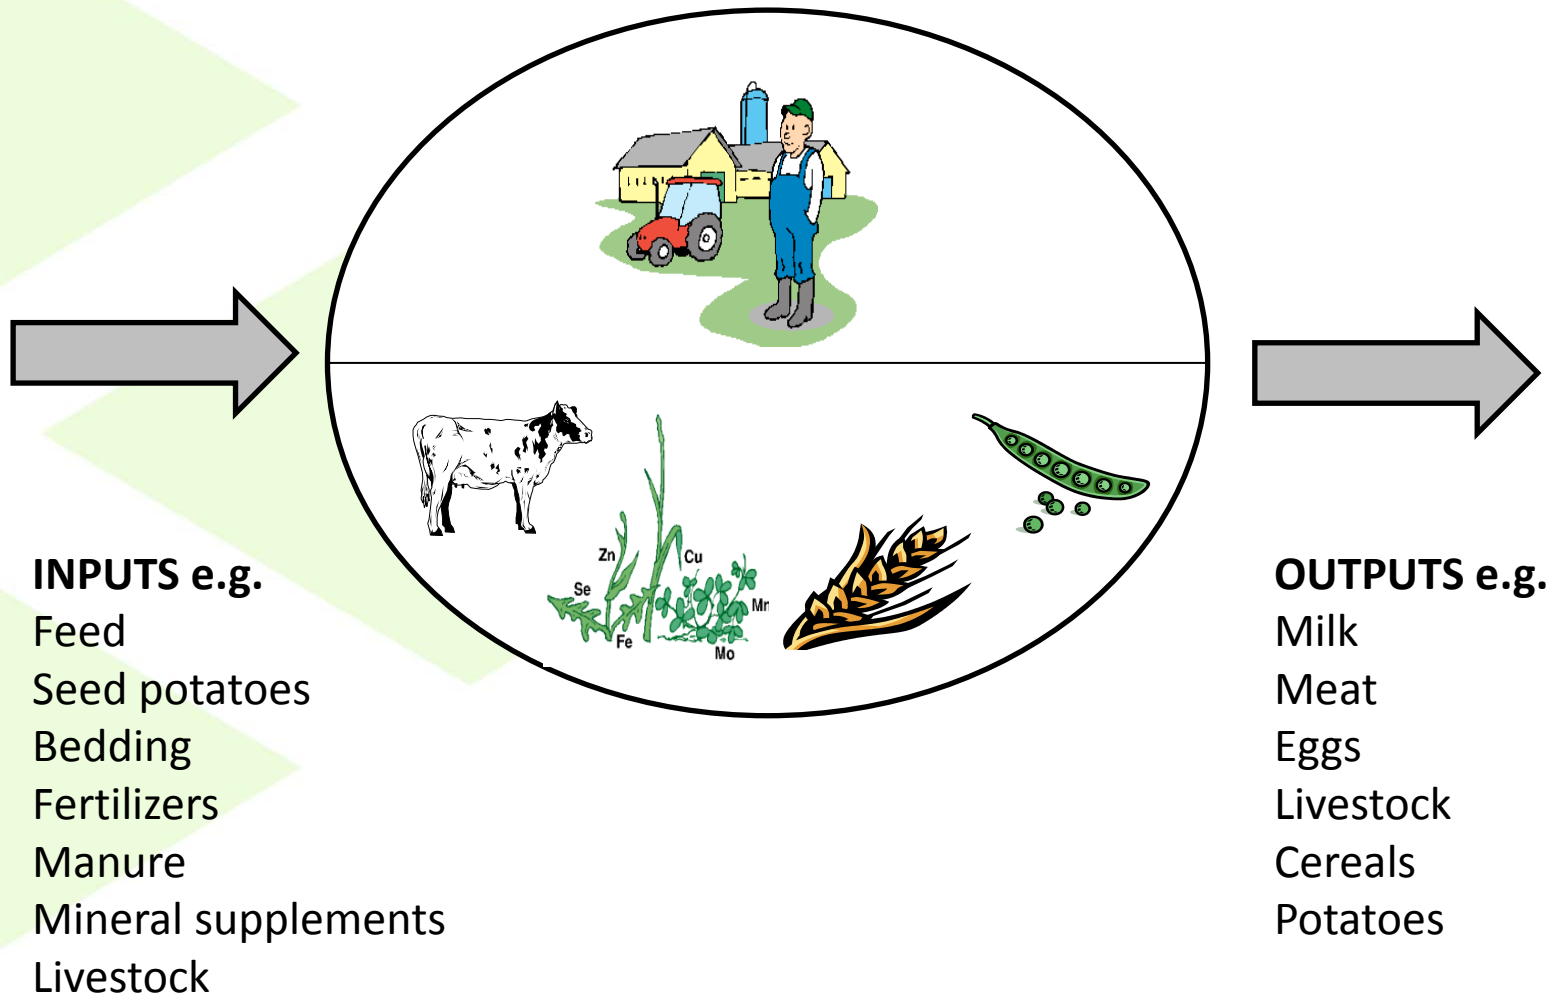 Zn
Cu
Se
Mn
Fe
Mo
INPUTS e.g.
Feed
Seed potatoes
Bedding
Fertilizers
Manure
Mineral supplements
Livestock
OUTPUTS e.g.
Milk
Meat
Eggs
Livestock
Cereals
Potatoes